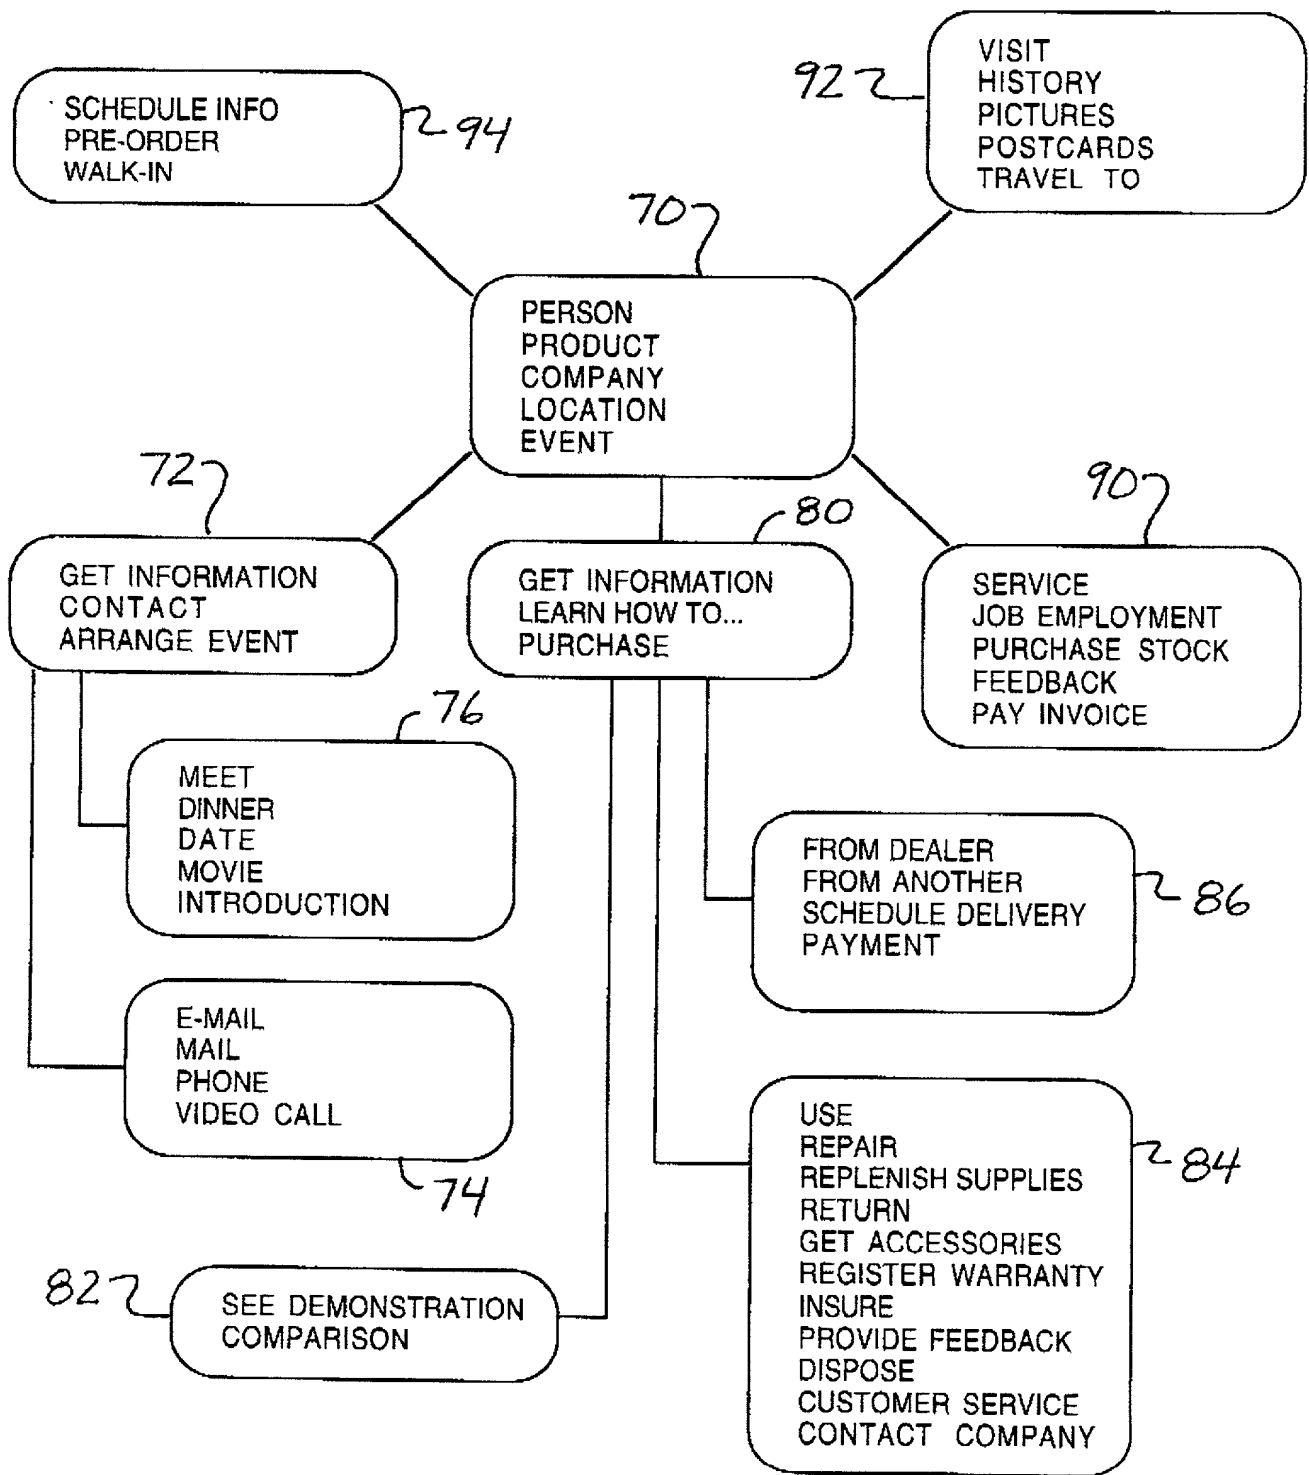 SCHEDULE INFO
PRE-ORDER
WALK-IN
94
92
VISIT
HISTORY
PICTURES
POSTCARDS
TRAVEL TO
70
PERSON
PRODUCT
COMPANY
LOCATION
EVENT
72
GET INFORMATION
CONTACT
ARRANGE EVENT
80
GET INFORMATION
LEARN HOW TO...
PURCHASE
90
SERVICE
JOB EMPLOYMENT
PURCHASE STOCK
FEEDBACK
PAY INVOICE
76
MEET
DINNER
DATE
MOVIE
INTRODUCTION
FROM DEALER
FROM ANOTHER
SCHEDULE DELIVERY
PAYMENT
86
E-MAIL
MAIL
PHONE
VIDEO CALL
74
USE
REPAIR
REPLENISH SUPPLIES
RETURN
GET ACCESSORIES
REGISTER WARRANTY
INSURE
PROVIDE FEEDBACK
DISPOSE
CUSTOMER SERVICE
CONTACT COMPANY
84
82
SEE DEMONSTRATION
COMPARISON